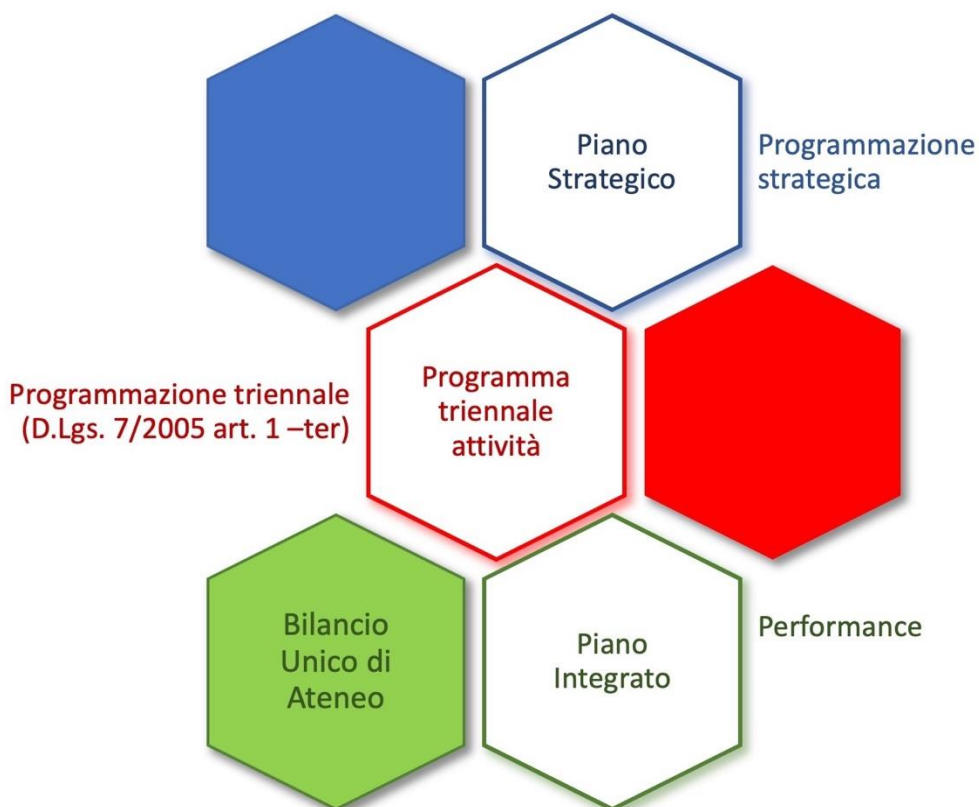 Piano
Strategico
Programmazione
strategica
Programmazione triennale
(D.Lgs. 7/2005 art. 1 –ter)
Programma
triennale
attività
Bilancio
Unico di
Ateneo
Piano
Integrato
Performance